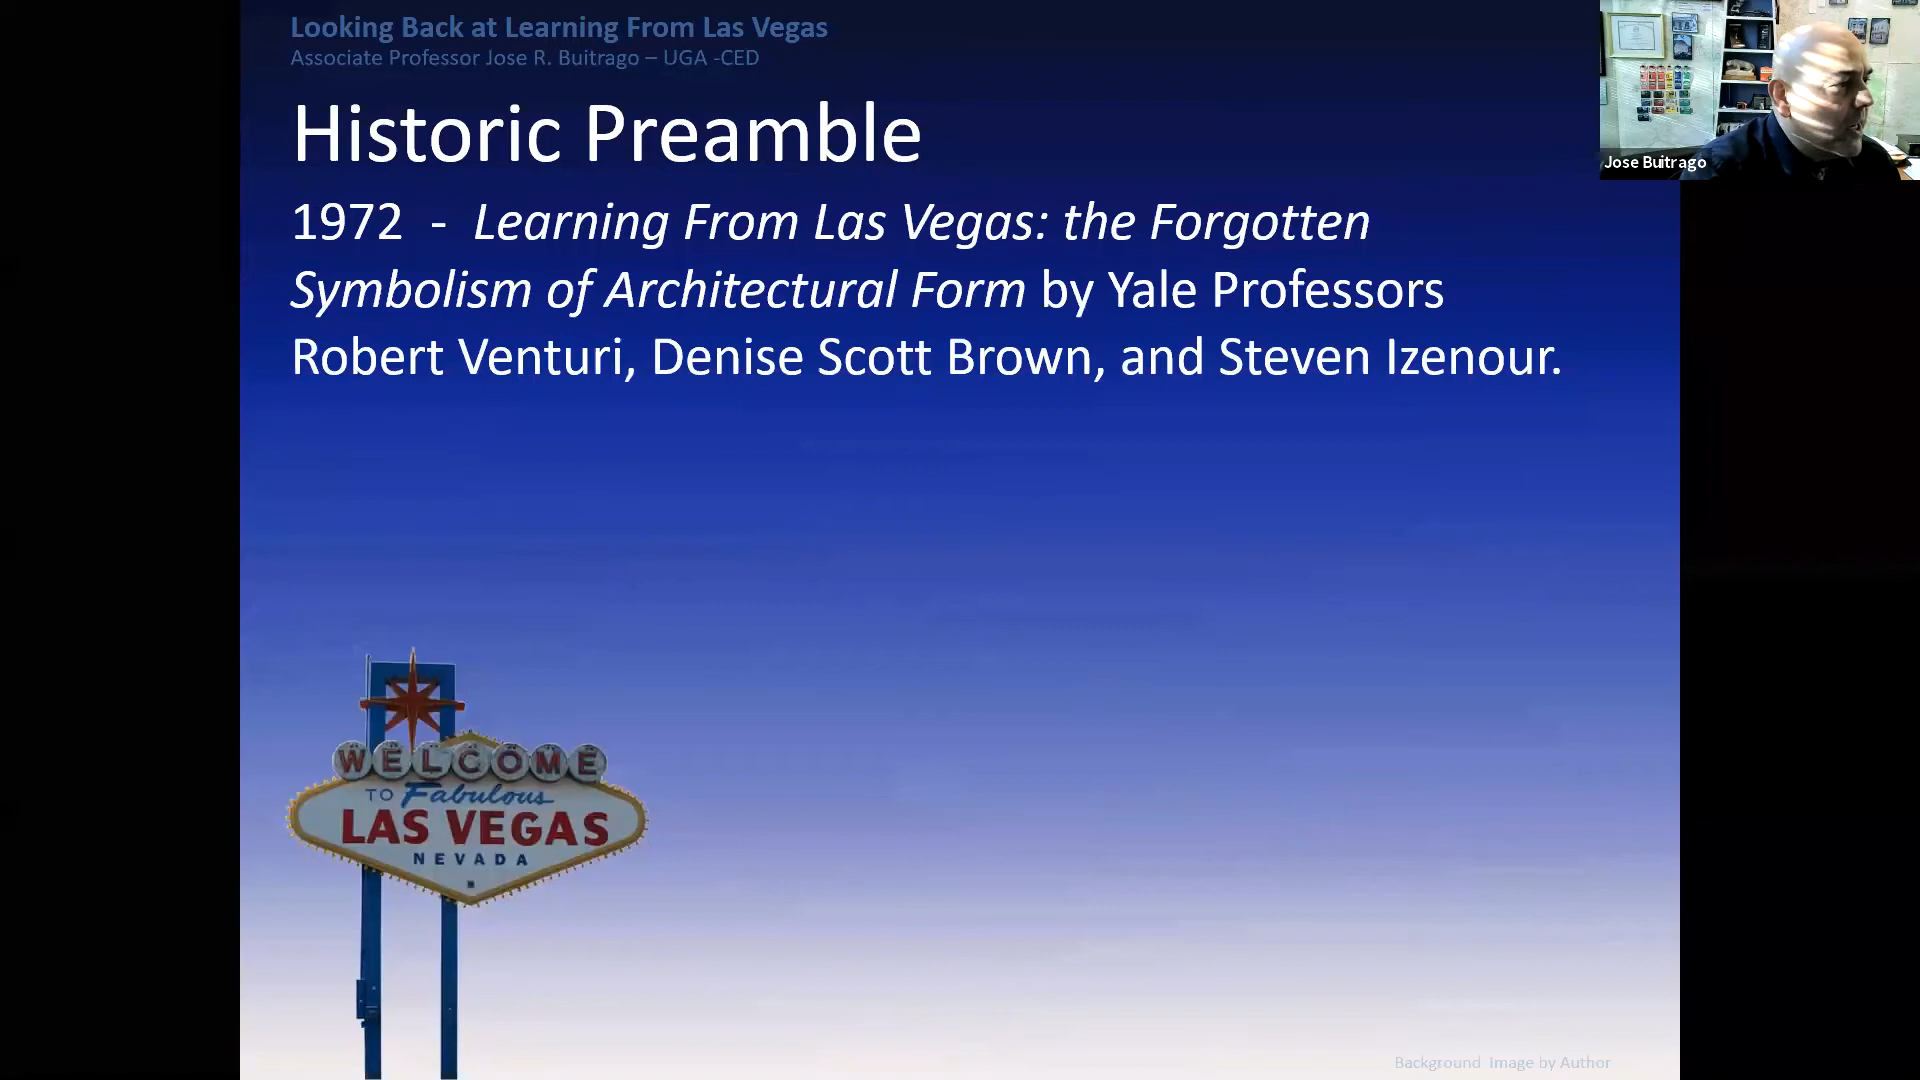 Looking Back at Learning From Las Vegas
Associate Professor Jose R. Buitrago – UGA -CED
Historic Preamble
1972 - Learning From Las Vegas: the Forgotten
Symbolism of Architectural Form by Yale Professors
Robert Venturi, Denise Scott Brown, and Steven Izenour.
Jose Buitrago
WELCOME
TO Fabulous
LAS VEGAS
NEVADA
Background Image by Author